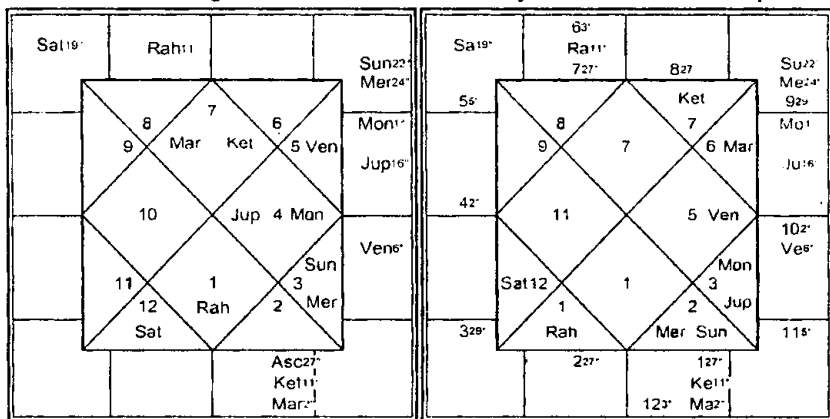 Sat19°
Rah11
Sun22°
Mer24°
Mon1°
Jup16°
Ven6°
Asc27°
Ket11°
Mar2°
7
8
Mar
Ket
6
9
5 Ven
10
Jup
4 Mon
Sun
11
1
3
12
Rah
2
Mer
Sat
Sa19°
63°
Ra11°
727°
827
Su22°
Me24°
929
55°
Mo1
Ju16°
42°
102°
Ve6°
329°
115°
227°
127°
Ke11°
123°
Ma2°
Ket
8
7
9
7
6 Mar
11
5 Ven
Mon
Sat12
1
3
1
2
Jup
Rah
Mer Sun